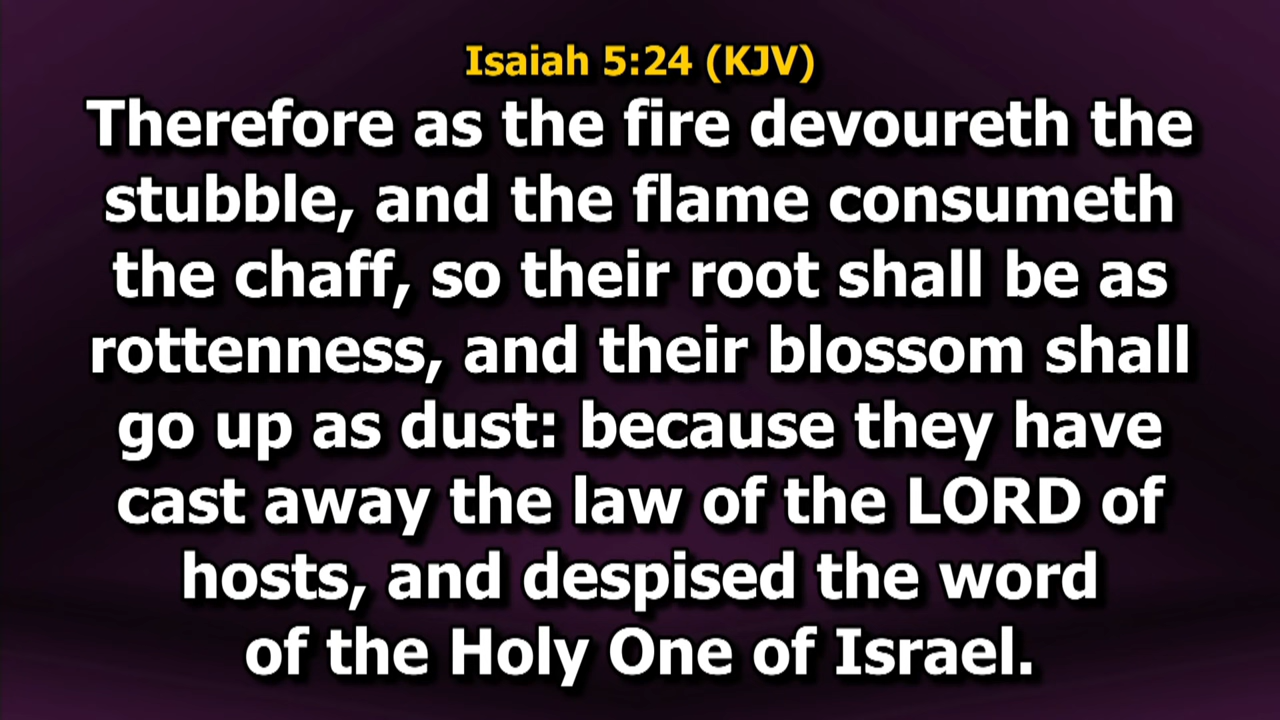 Isaiah 5:24 (KJV)
Therefore as the fire devoureth the
stubble, and the flame consumeth
the chaff, so their root shall be as
rottenness, and their blossom shall
go up as dust: because they have
cast away the law of the LORD of
hosts, and despised the word
of the Holy One of Israel.